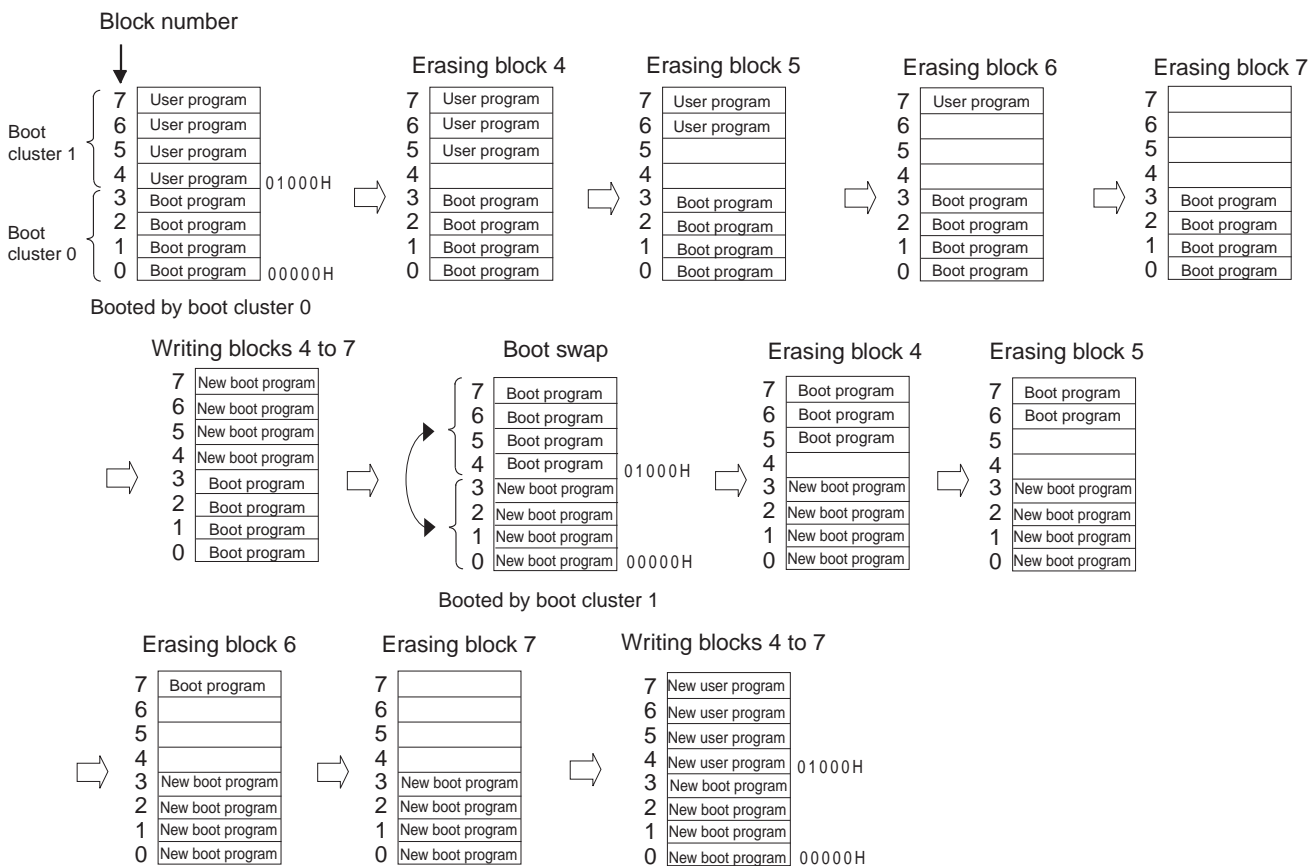 Block number
Erasing block 4
Erasing block 5
Erasing block 6
Erasing block 7
Boot
cluster 1
Boot
cluster 0
7 User program
6 User program
5 User program
4 User program
01000H
3 Boot program
2 Boot program
1 Boot program
0 Boot program
00000H
Booted by boot cluster 0
7 User program
6 User program
5 User program
4
3 Boot program
2 Boot program
1 Boot program
0 Boot program
7 User program
6 User program
5
4
3 Boot program
2 Boot program
1 Boot program
0 Boot program
7 User program
6
5
4
3 Boot program
2 Boot program
1 Boot program
0 Boot program
7
6
5
4
3 Boot program
2 Boot program
1 Boot program
0 Boot program
Writing blocks 4 to 7
7 New boot program
6 New boot program
5 New boot program
4 New boot program
3 Boot program
2 Boot program
1 Boot program
0 Boot program
Boot swap
7 Boot program
6 Boot program
5 Boot program
4 Boot program
01000H
3 New boot program
2 New boot program
1 New boot program
0 New boot program
00000H
Booted by boot cluster 1
Erasing block 4
7 Boot program
6 Boot program
5 Boot program
4
3 New boot program
2 New boot program
1 New boot program
0 New boot program
Erasing block 5
7 Boot program
6 Boot program
5
4
3 New boot program
2 New boot program
1 New boot program
0 New boot program
Erasing block 6
7 Boot program
6
5
4
3 New boot program
2 New boot program
1 New boot program
0 New boot program
Erasing block 7
7
6
5
4
3 New boot program
2 New boot program
1 New boot program
0 New boot program
Writing blocks 4 to 7
7 New user program
6 New user program
5 New user program
4 New user program
01000H
3 New boot program
2 New boot program
1 New boot program
0 New boot program
00000H